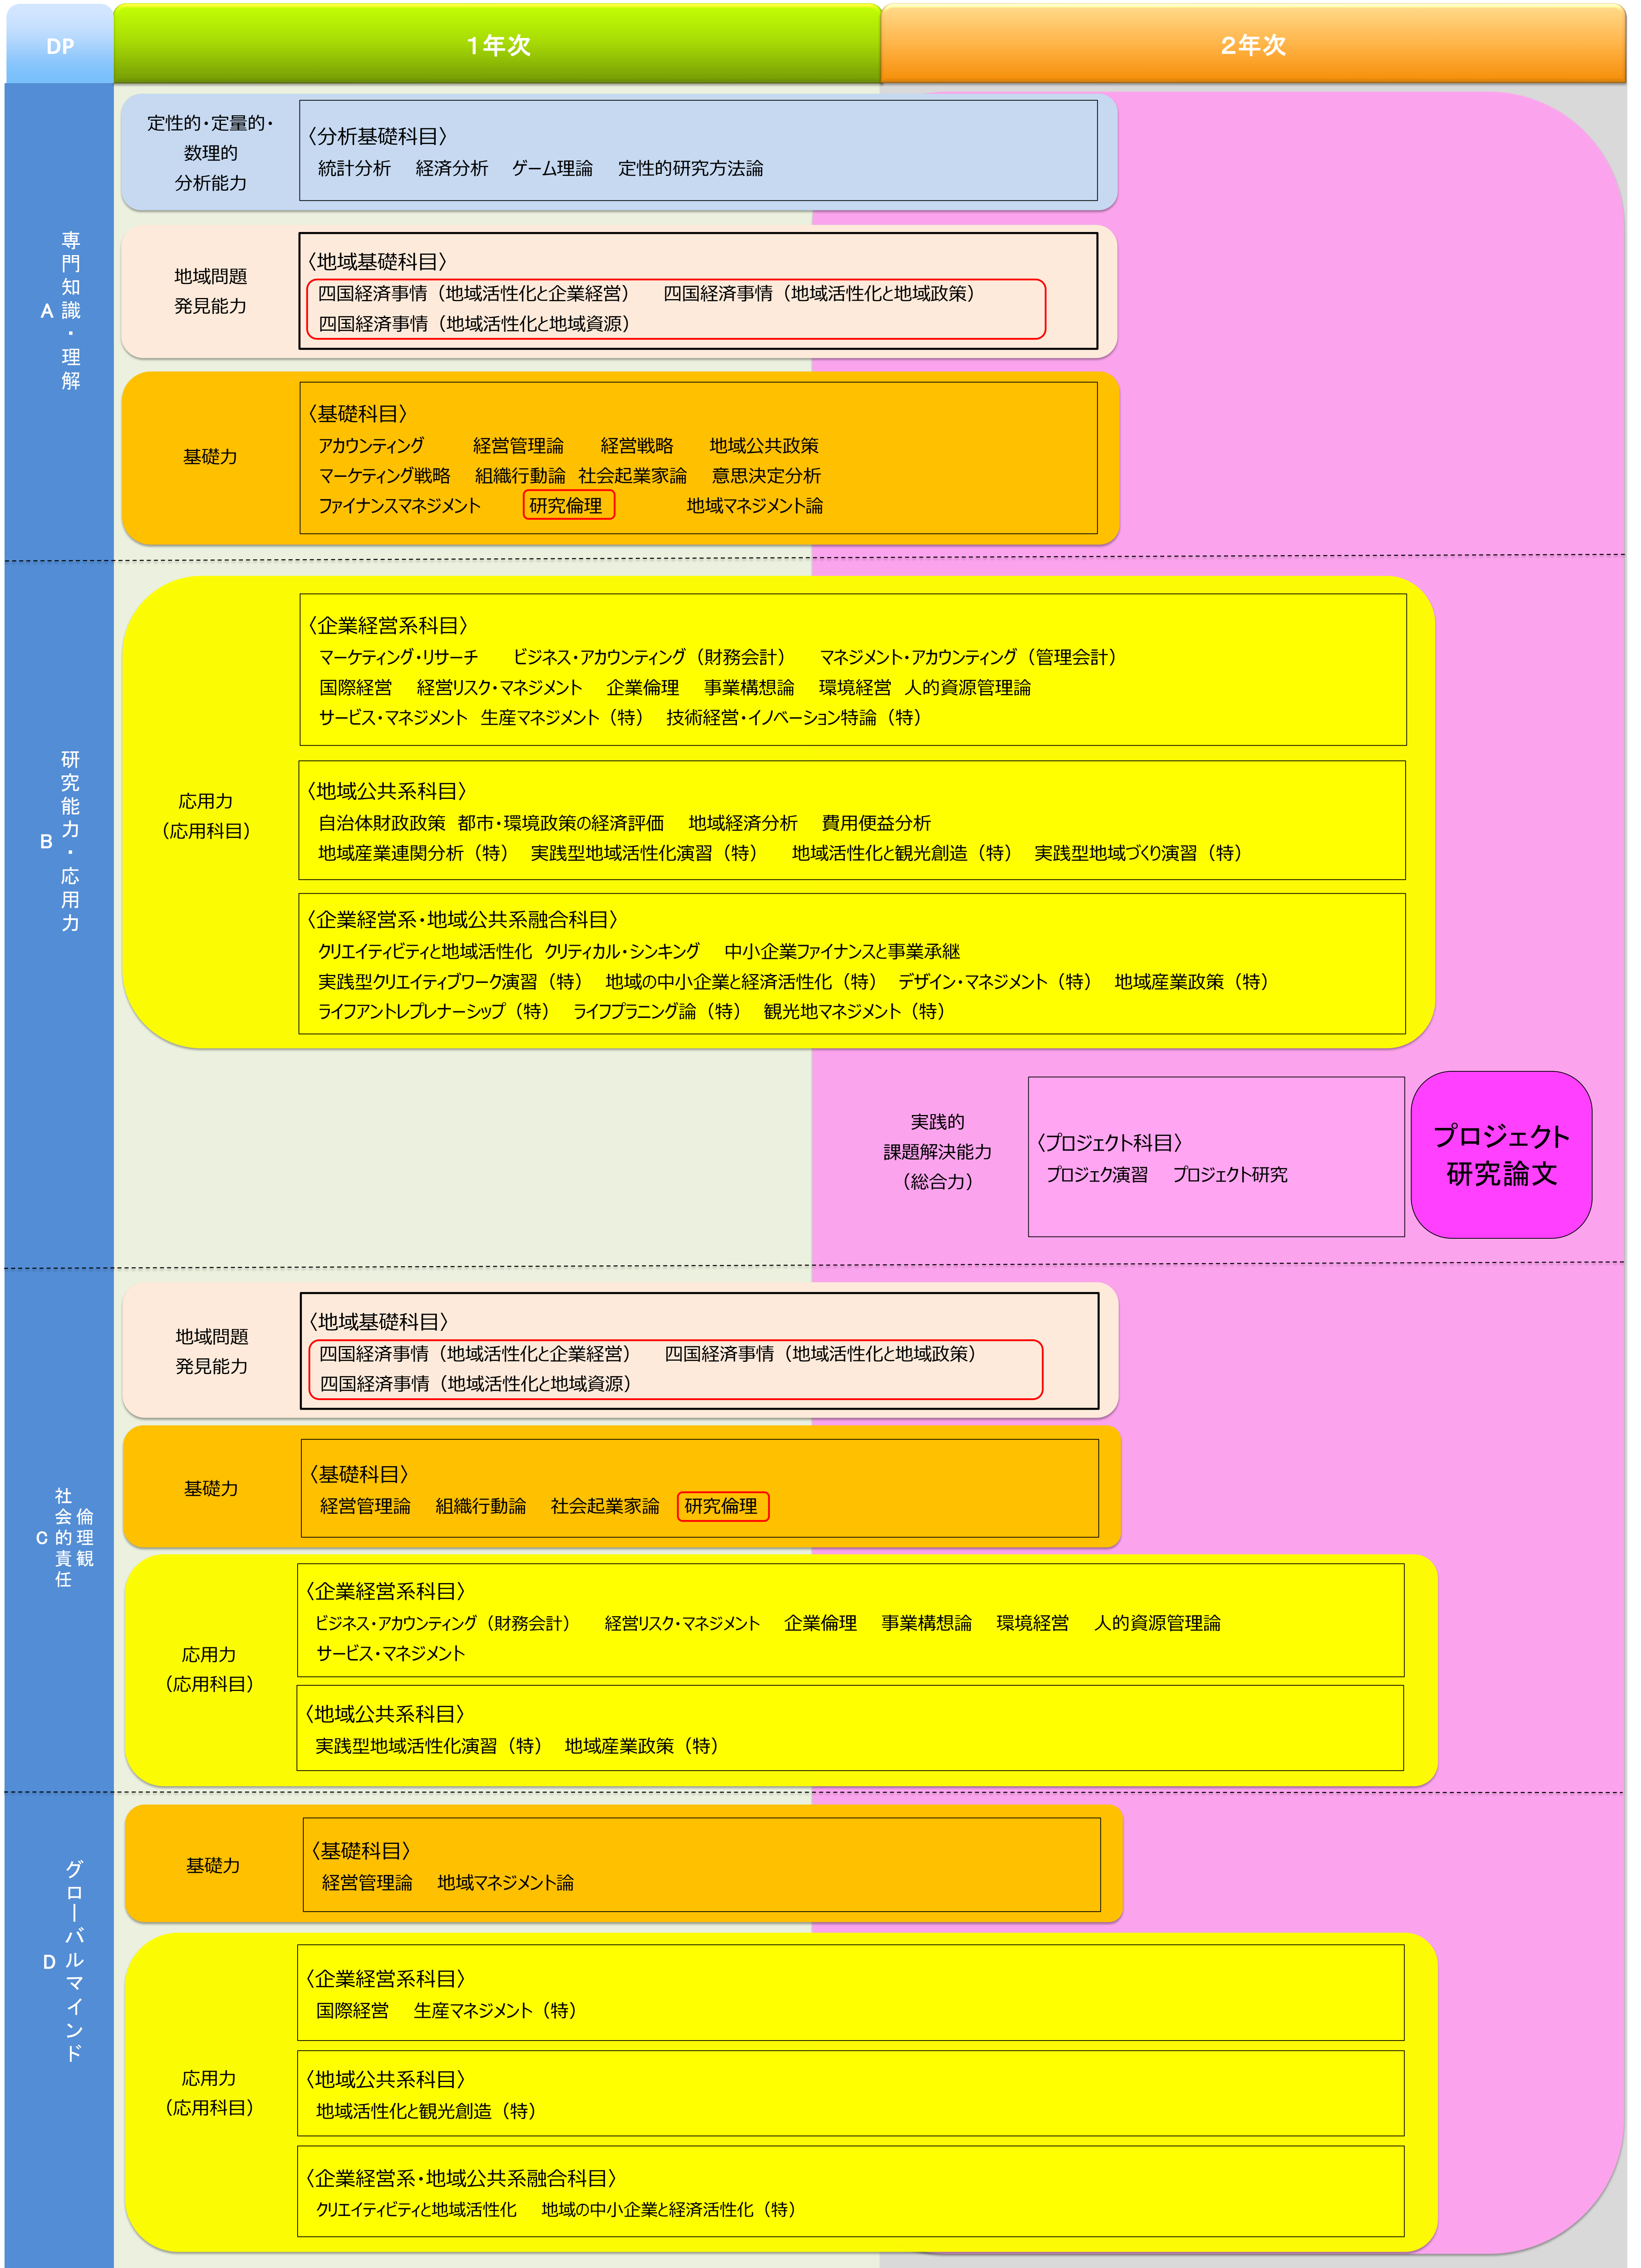 DP
１年次
２年次
A
専門知識・理解
定性的・定量的・
数理的
分析能力
〈分析基礎科目〉
統計分析　経済分析　ゲーム理論　定性的研究方法論
地域問題
発見能力
〈地域基礎科目〉
四国経済事情（地域活性化と企業経営）　四国経済事情（地域活性化と地域政策）
四国経済事情（地域活性化と地域資源）
基礎力
〈基礎科目〉
アカウンティング　経営管理論　経営戦略　地域公共政策
マーケティング戦略　組織行動論　社会起業家論　意思決定分析
ファイナンスマネジメント　研究倫理　地域マネジメント論
B
研究能力・応用力
応用力
（応用科目）
〈企業経営系科目〉
マーケティング・リサーチ　ビジネス・アカウンティング（財務会計）　マネジメント・アカウンティング（管理会計）
国際経営　経営リスク・マネジメント　企業倫理　事業構想論　環境経営　人的資源管理論
サービス・マネジメント　生産マネジメント（特）　技術経営・イノベーション特論（特）
〈地域公共系科目〉
自治体財政政策　都市・環境政策の経済評価　地域経済分析　費用便益分析
地域産業連関分析（特）　実践型地域活性化演習（特）　地域活性化と観光創造（特）　実践型地域づくり演習（特）
〈企業経営系・地域公共系融合科目〉
クリエイティビティと地域活性化　クリティカル・シンキング　中小企業ファイナンスと事業承継
実践型クリエイティブワーク演習（特）　地域の中小企業と経済活性化（特）　デザイン・マネジメント（特）　地域産業政策（特）
ライフアントレプレナーシップ（特）　ライフプラニング論（特）　観光地マネジメント（特）
実践的
課題解決能力
（総合力）
〈プロジェクト科目〉
プロジェク演習　プロジェクト研究
プロジェクト
研究論文
C
倫理観
社会的責任
地域問題
発見能力
〈地域基礎科目〉
四国経済事情（地域活性化と企業経営）　四国経済事情（地域活性化と地域政策）
四国経済事情（地域活性化と地域資源）
基礎力
〈基礎科目〉
経営管理論　組織行動論　社会起業家論　研究倫理
応用力
（応用科目）
〈企業経営系科目〉
ビジネス・アカウンティング（財務会計）　経営リスク・マネジメント　企業倫理　事業構想論　環境経営　人的資源管理論
サービス・マネジメント
〈地域公共系科目〉
実践型地域活性化演習（特）　地域産業政策（特）
D
グローバルマインド
基礎力
〈基礎科目〉
経営管理論　地域マネジメント論
応用力
（応用科目）
〈企業経営系科目〉
国際経営　生産マネジメント（特）
〈地域公共系科目〉
地域活性化と観光創造（特）
〈企業経営系・地域公共系融合科目〉
クリエイティビティと地域活性化　地域の中小企業と経済活性化（特）